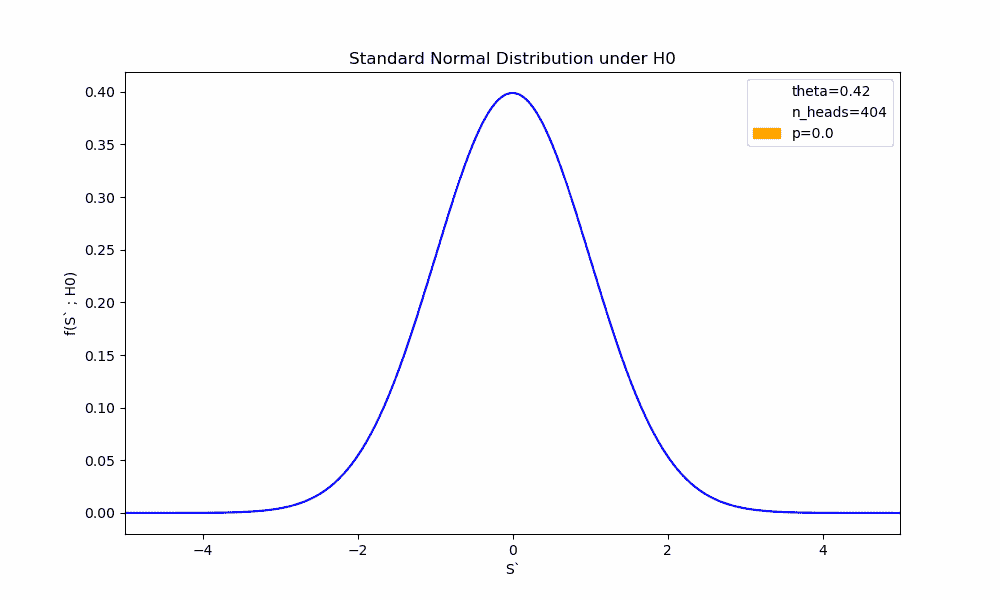 Standard Normal Distribution under H0
theta=0.42
n_heads=404
p=0.0
0.40
0.35
0.30
0.25
0.20
0.15
0.10
0.05
0.00
f(S` ; H0)
−4
−2
0
2
4
S`